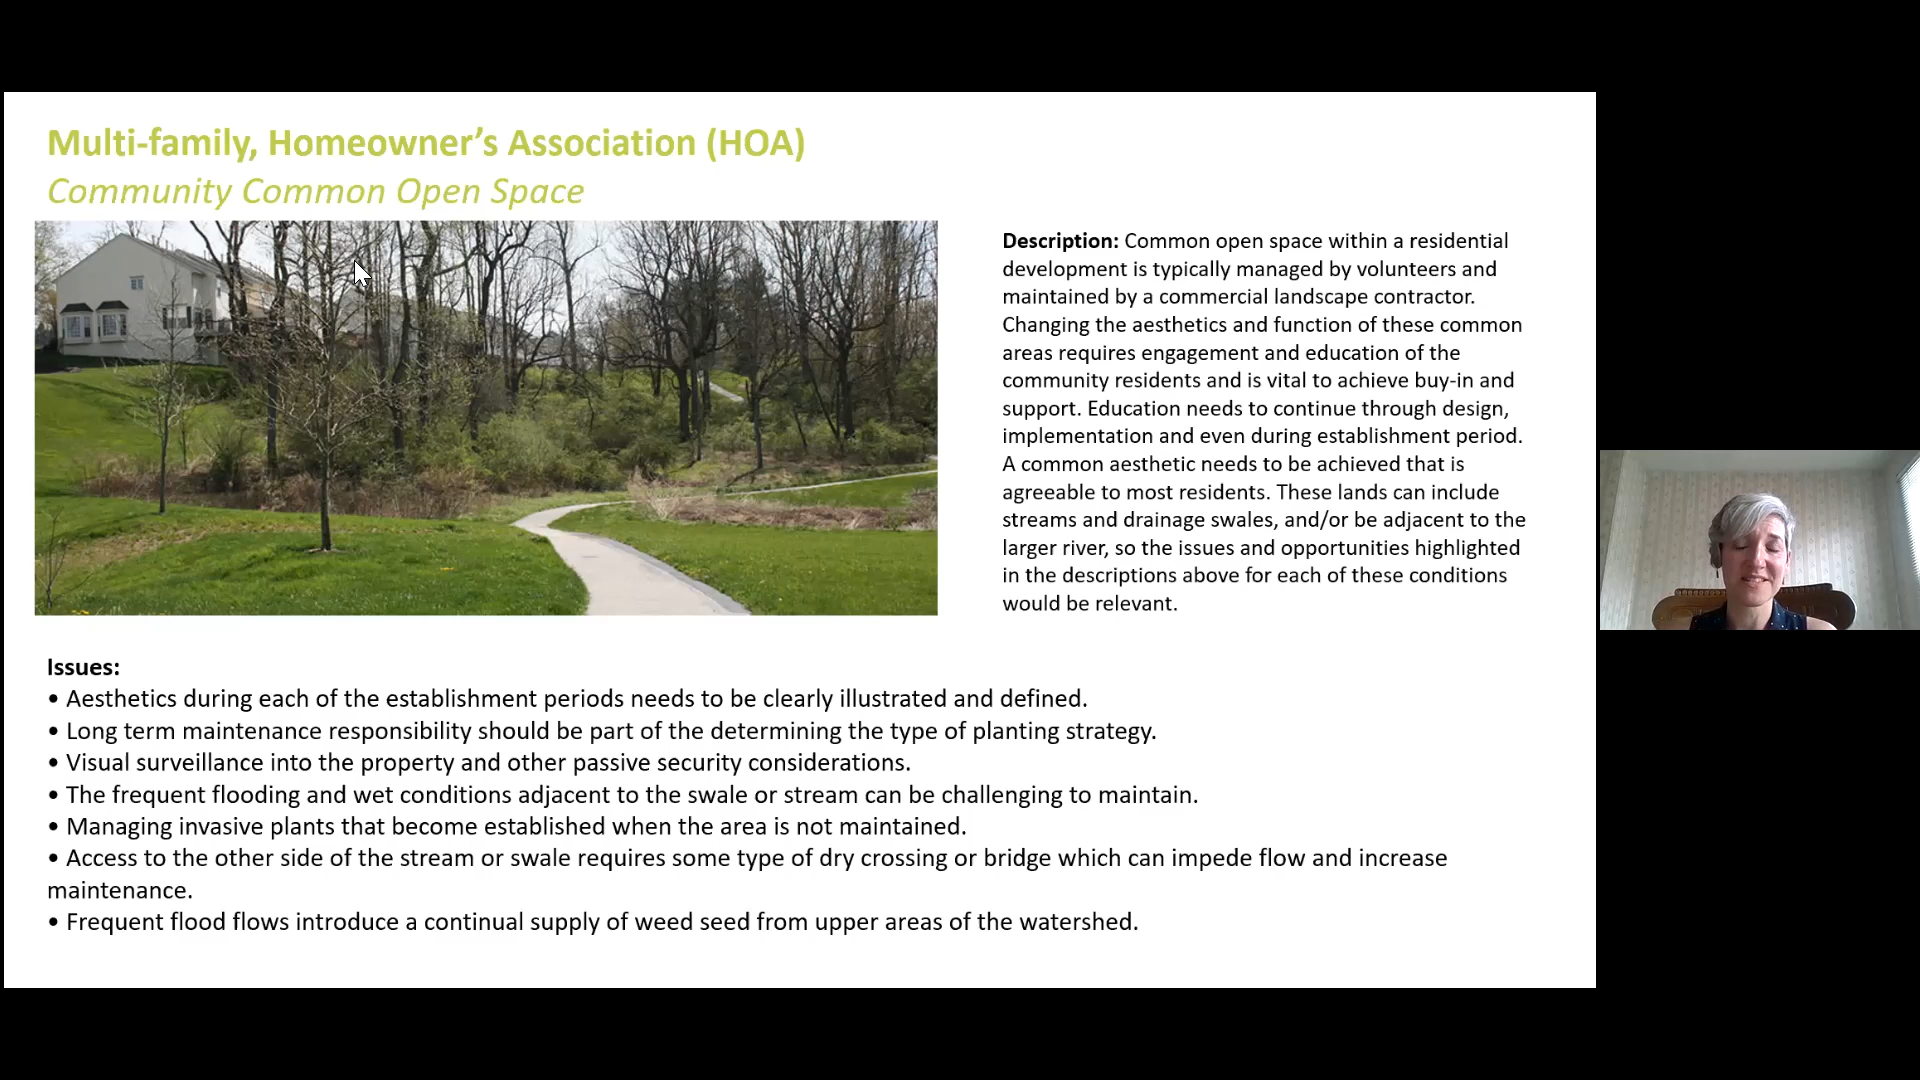 Multi-family, Homeowner’s Association (HOA)
Community Common Open Space
Description: Common open space within a residential
development is typically managed by volunteers and
maintained by a commercial landscape contractor.
Changing the aesthetics and function of these common
areas requires engagement and education of the
community residents and is vital to achieve buy-in and
support. Education needs to continue through design,
implementation and even during establishment period.
A common aesthetic needs to be achieved that is
agreeable to most residents. These lands can include
streams and drainage swales, and/or be adjacent to the
larger river, so the issues and opportunities highlighted
in the descriptions above for each of these conditions
would be relevant.
Issues:
• Aesthetics during each of the establishment periods needs to be clearly illustrated and defined.
• Long term maintenance responsibility should be part of the determining the type of planting strategy.
• Visual surveillance into the property and other passive security considerations.
• The frequent flooding and wet conditions adjacent to the swale or stream can be challenging to maintain.
• Managing invasive plants that become established when the area is not maintained.
• Access to the other side of the stream or swale requires some type of dry crossing or bridge which can impede flow and increase
maintenance.
• Frequent flood flows introduce a continual supply of weed seed from upper areas of the watershed.